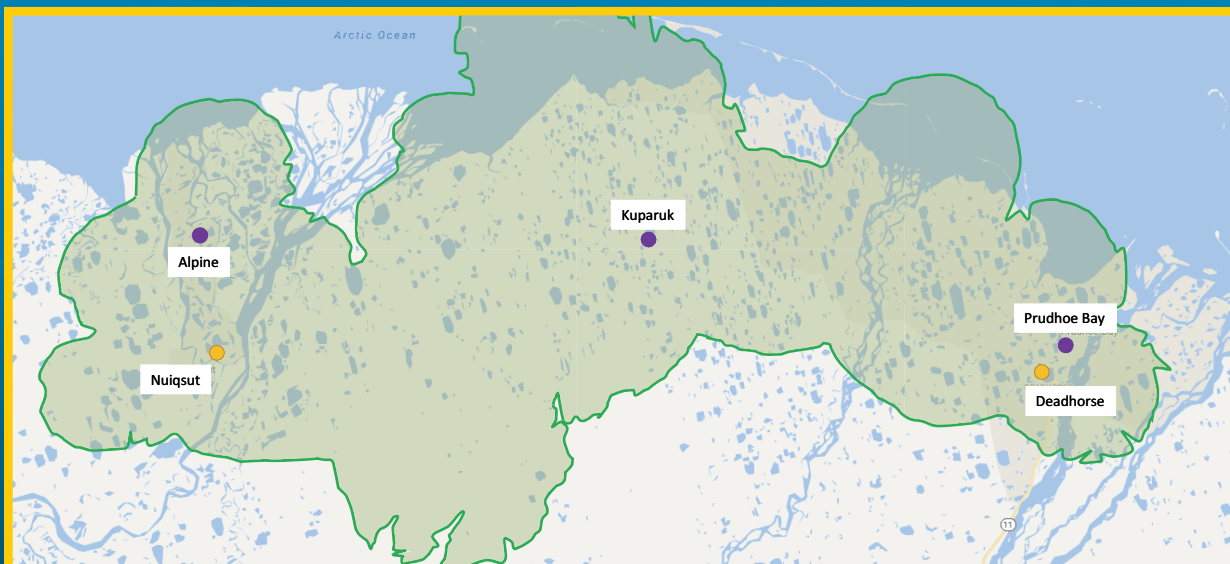 Arctic Ocean
Kuparuk
Alpine
Prudhoe Bay
Nuiqsut
Deadhorse
11